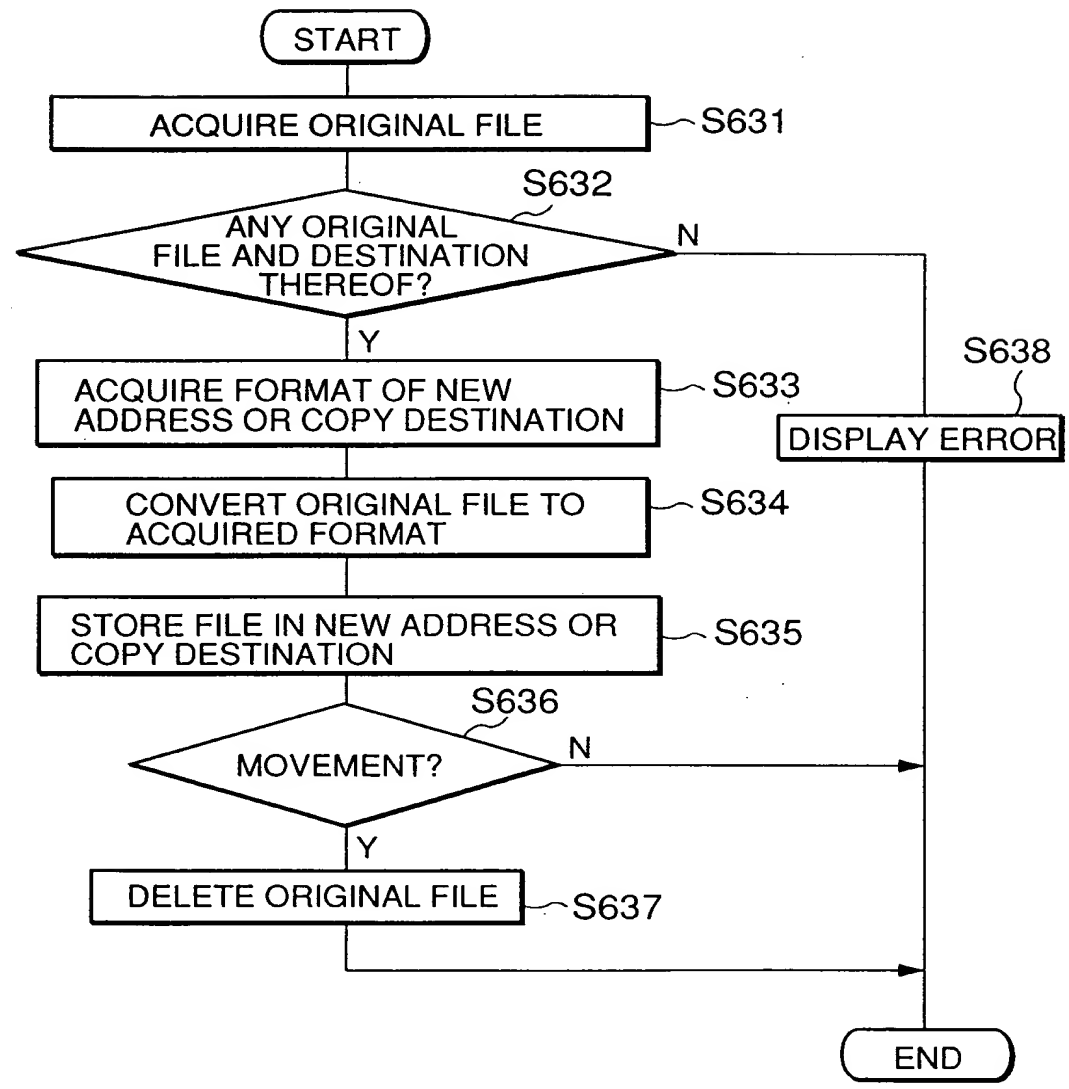 START
ACQUIRE ORIGINAL FILE
S631
S632
ANY ORIGINAL
FILE AND DESTINATION
THEREOF?
N
Y
ACQUIRE FORMAT OF NEW
ADDRESS OR COPY DESTINATION
S633
S638
DISPLAY ERROR
CONVERT ORIGINAL FILE TO
ACQUIRED FORMAT
S634
STORE FILE IN NEW ADDRESS OR
COPY DESTINATION
S635
S636
MOVEMENT?
N
Y
DELETE ORIGINAL FILE
S637
END